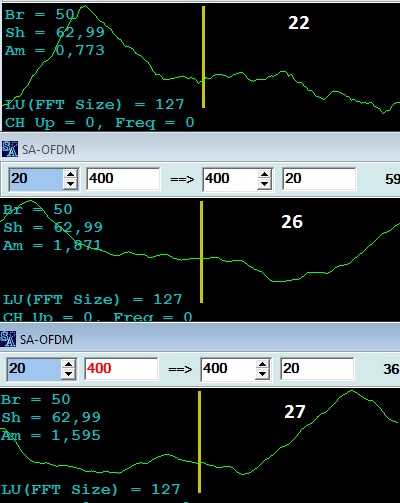 Br = 50
22
Sh = 62,99
Am = 0,773
LU(FFT Size) = 127
CH Up = 0, Freq = 0
SA-OFDM
20 400 ==> 400 20 59
Br = 50
26
Sh = 62,99
Am = 1,871
LU(FFT Size) = 127
CH Up = 0, Freq = 0
SA-OFDM
20 400 ==> 400 20 36
Br = 50
27
Sh = 62,99
Am = 1,595
LU(FFT Size) = 127